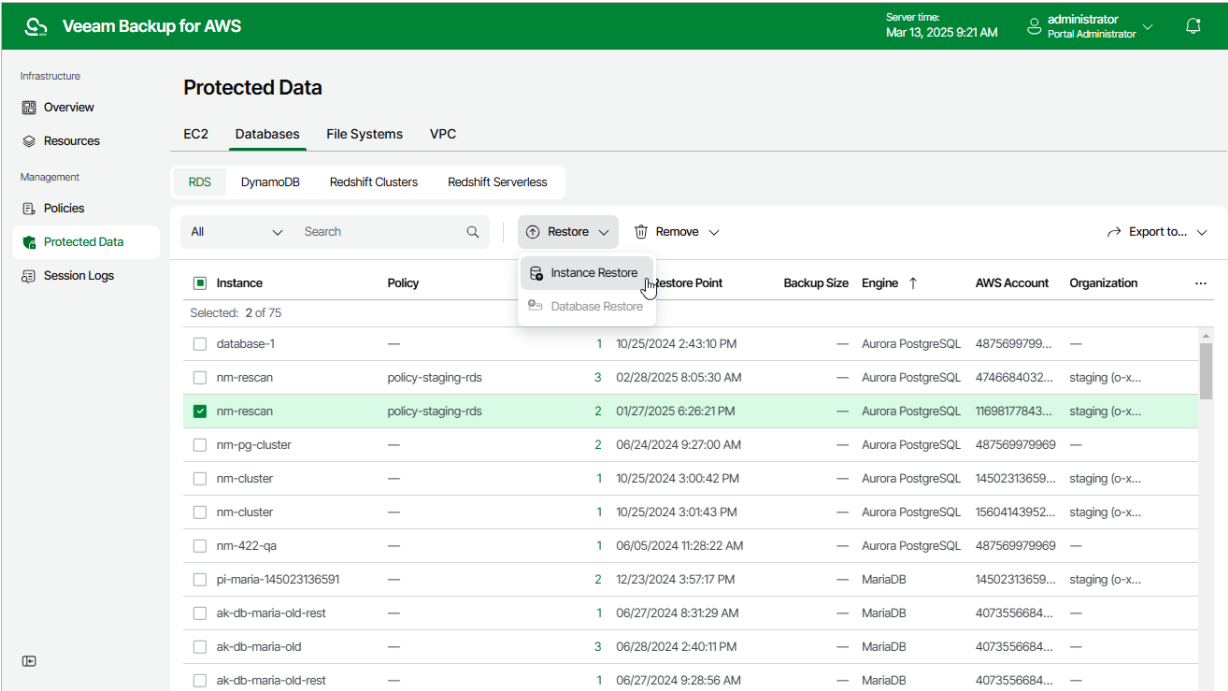 Veeam Backup for AWS
Server time:
Mar 13, 2025 9:21 AM
administrator
Portal Administrator
Infrastructure
Overview
Resources
Management
Policies
Protected Data
Session Logs
Protected Data
EC2 Databases File Systems VPC
RDS DynamoDB Redshift Clusters Redshift Serverless
All Search Restore Remove Export to...
Instance Restore
Database Restore
Instance Policy Restore Point Backup Size Engine ↑ AWS Account Organization ...
Selected: 2 of 75
database-1 — 1 10/25/2024 2:43:10 PM — Aurora PostgreSQL 4875699799... —
nm-rescan policy-staging-rds 3 02/28/2025 8:05:30 AM — Aurora PostgreSQL 4746684032... staging (o-x...
nm-rescan policy-staging-rds 2 01/27/2025 6:26:21 PM — Aurora PostgreSQL 11698177843... staging (o-x...
nm-pg-cluster — 2 06/24/2024 9:27:00 AM — Aurora PostgreSQL 487569979969 —
nm-cluster — 1 10/25/2024 3:00:42 PM — Aurora PostgreSQL 14502313659... staging (o-x...
nm-cluster — 1 10/25/2024 3:01:43 PM — Aurora PostgreSQL 15604143952... staging (o-x...
nm-422-qa — 1 06/05/2024 11:28:22 AM — Aurora PostgreSQL 487569979969 —
pi-maria-145023136591 — 2 12/23/2024 3:57:17 PM — MariaDB 14502313659... staging (o-x...
ak-db-maria-old-rest — 1 06/27/2024 8:31:29 AM — MariaDB 4073556684... —
ak-db-maria-old — 3 06/28/2024 2:40:11 PM — MariaDB 4073556684... —
ak-db-maria-old-rest — 1 06/27/2024 9:28:56 AM — MariaDB 4073556684... —